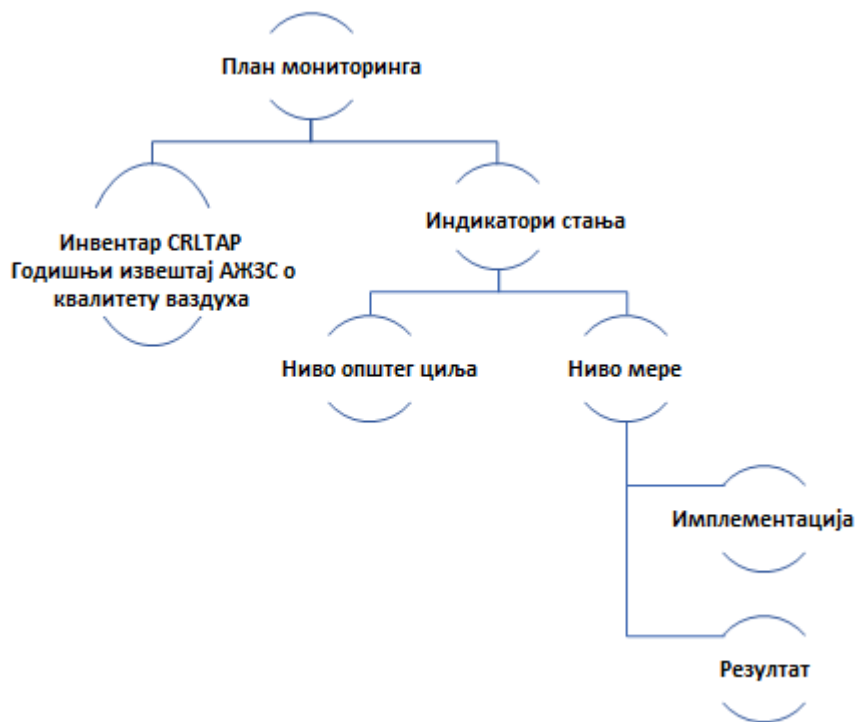 План мониторинга
Инвентар CRLTAP
Годишњи извештај АЖЗС о
квалитету ваздуха
Индикатори стања
Ниво општег циља
Ниво мере
Имплементација
Резултат